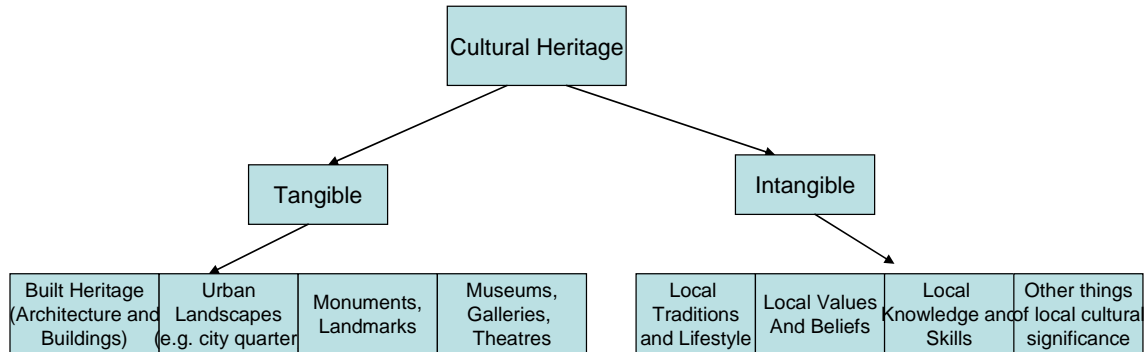 Cultural Heritage
Tangible
Intangible
Built Heritage
(Architecture and
Buildings)
Urban
Landscapes
(e.g. city quarter
Monuments,
Landmarks
Museums,
Galleries,
Theatres
Local
Traditions
and Lifestyle
Local Values
And Beliefs
Local
Knowledge and
Skills
Other things
of local cultural
significance